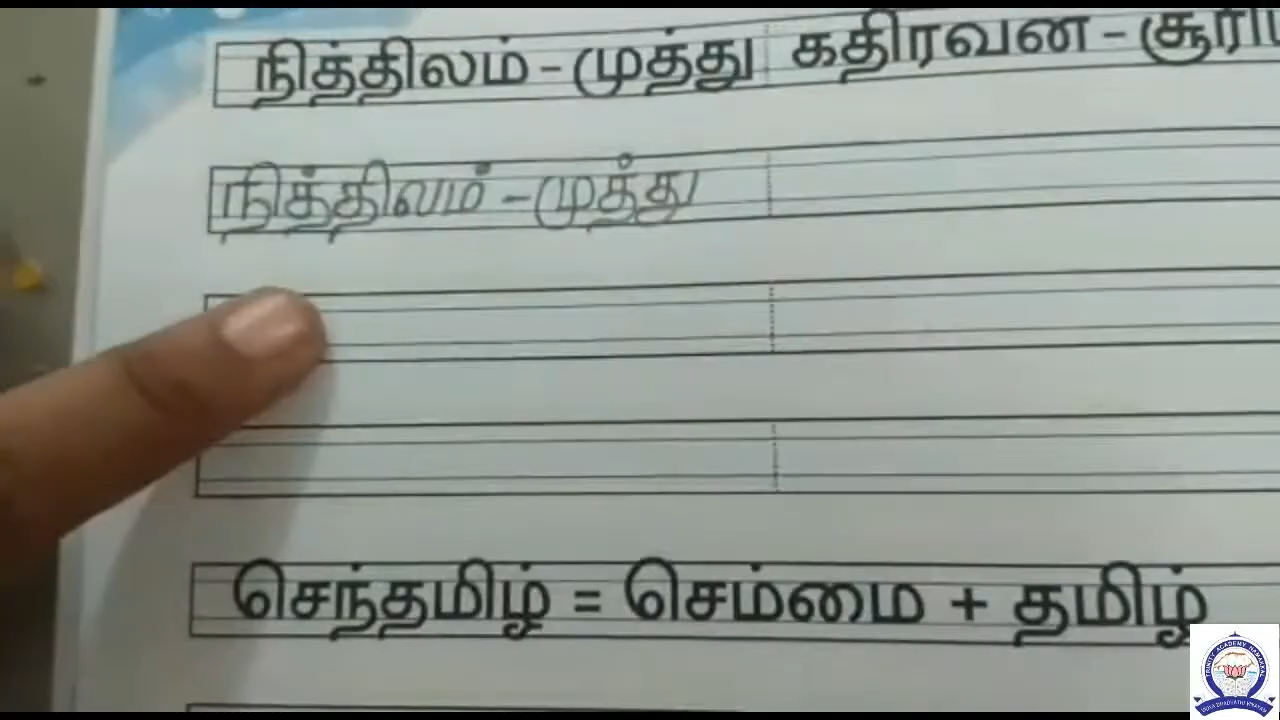 நித்திலம் - முத்து கதிரவன -
நித்திலம் - முத்து
செந்தமிழ் = செம்மை + தமிழ்